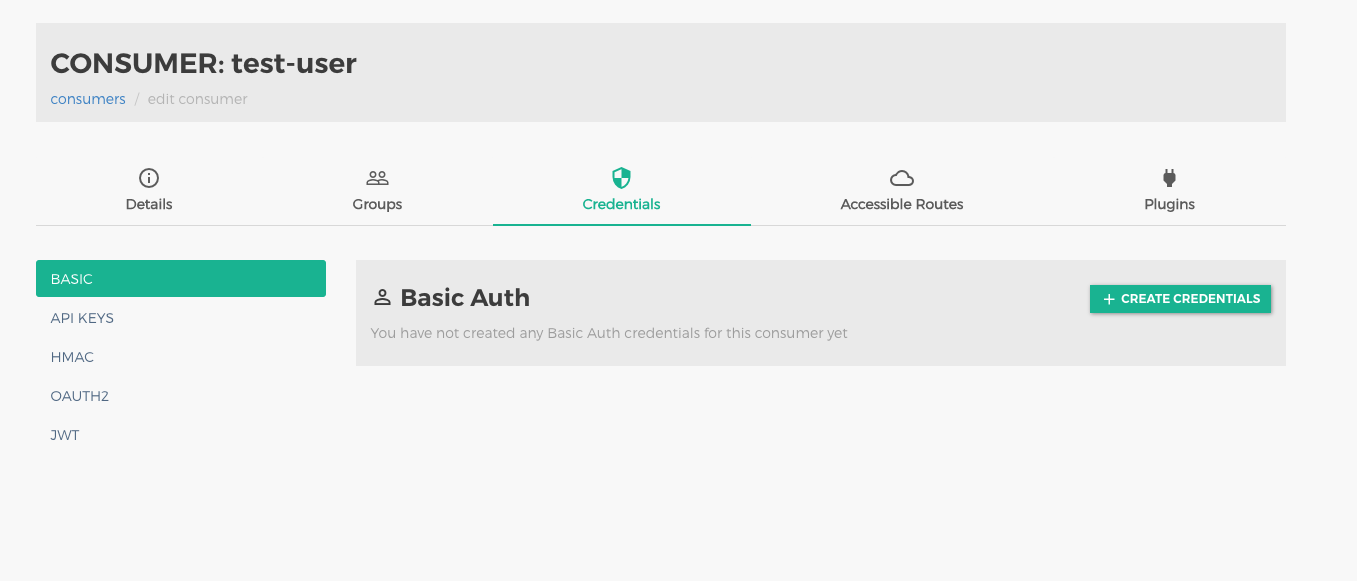 CONSUMER: test-user
consumers / edit consumer
Details
Groups
Credentials
Accessible Routes
Plugins
BASIC
API KEYS
HMAC
OAUTH2
JWT
Basic Auth
+ CREATE CREDENTIALS
You have not created any Basic Auth credentials for this consumer yet